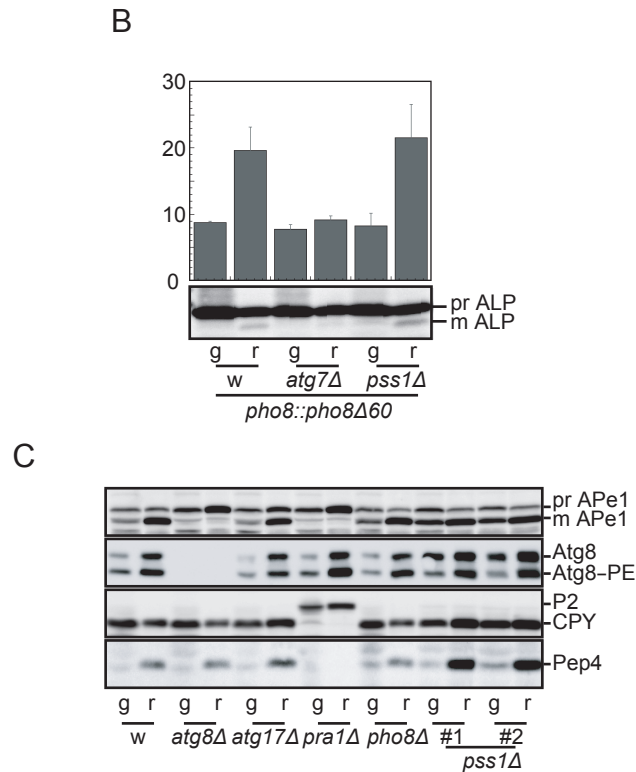 B
30
20
10
0
pr ALP
m ALP
g r g r g r
w atg7Δ pss1Δ
pho8::pho8Δ60
C
pr APe1
m APe1
Atg8
Atg8–PE
P2
CPY
Pep4
g r g r g r g r g r g r g r
w atg8Δ atg17Δ pra1Δ pho8Δ #1 #2
pss1Δ